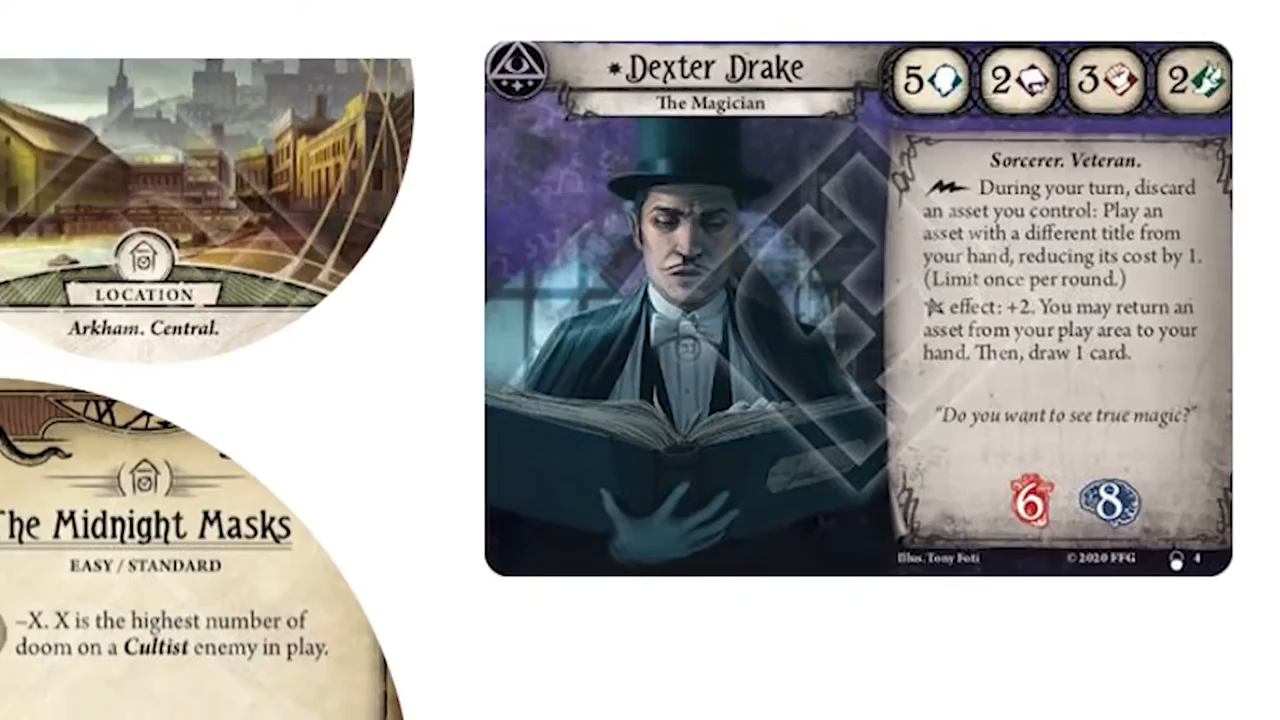 LOCATION
Arkham. Central.
The Midnight Masks
EASY / STANDARD
–X. X is the highest number of
doom on a Cultist enemy in play.
Dexter Drake
The Magician
5 2 3 2
Sorcerer. Veteran.
During your turn, discard
an asset you control: Play an
asset with a different title from
your hand, reducing its cost by 1.
(Limit once per round.)
effect: +2. You may return an
asset from your play area to your
hand. Then, draw 1 card.
"Do you want to see true magic?"
6 8
Illus. Tony Foti © 2020 FFG 4